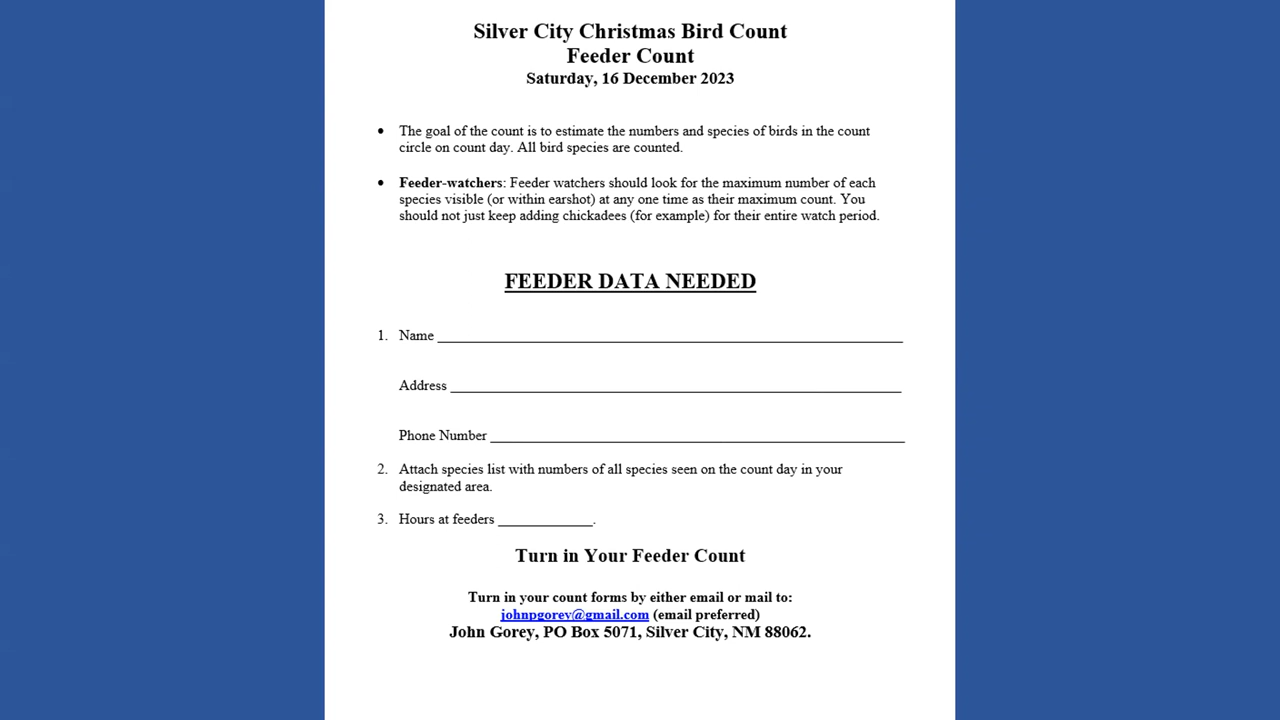 Silver City Christmas Bird Count
Feeder Count
Saturday, 16 December 2023
• The goal of the count is to estimate the numbers and species of birds in the count
circle on count day. All bird species are counted.
• Feeder-watchers: Feeder watchers should look for the maximum number of each
species visible (or within earshot) at any one time as their maximum count. You
should not just keep adding chickadees (for example) for their entire watch period.
FEEDER DATA NEEDED
1. Name ______________________________
Address ______________________________
Phone Number ______________________________
2. Attach species list with numbers of all species seen on the count day in your
designated area.
3. Hours at feeders _____________.
Turn in Your Feeder Count
Turn in your count forms by either email or mail to:
johnpgorey@gmail.com (email preferred)
John Gorey, PO Box 5071, Silver City, NM 88062.